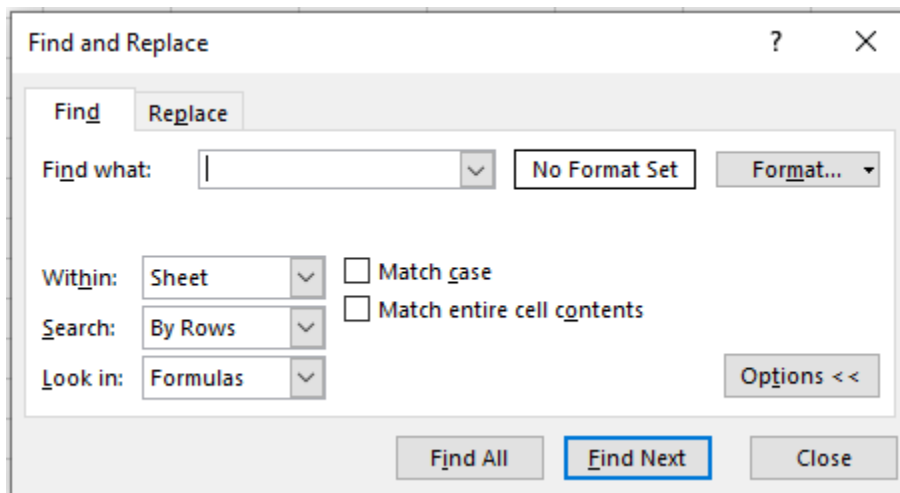 Find and Replace ?
Find Replace
Find what: No Format Set Format...
Within: Sheet Match case
Match entire cell contents
Search: By Rows
Look in: Formulas
Options <<
Find All Find Next Close